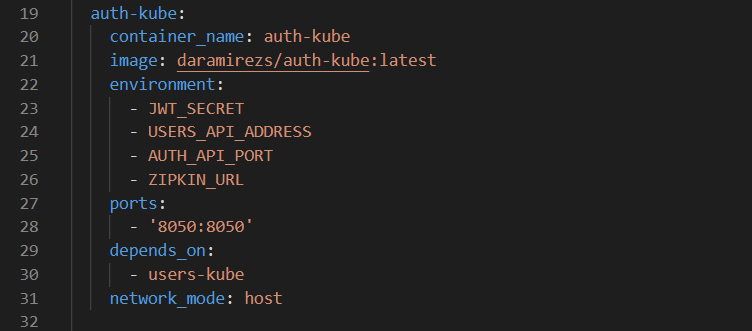 19 auth-kube:
20 container_name: auth-kube
21 image: daramirezs/auth-kube:latest
22 environment:
23 - JWT_SECRET
24 - USERS_API_ADDRESS
25 - AUTH_API_PORT
26 - ZIPKIN_URL
27 ports:
28 - '8050:8050'
29 depends_on:
30 - users-kube
31 network_mode: host
32